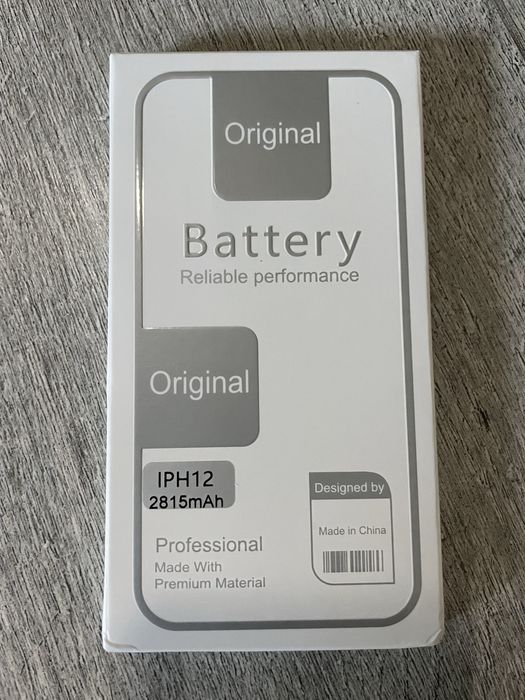 Original
Battery
Reliable performance
Original
IPH12
2815mAh
Designed by
Made in China
Professional
Made With
Premium Material